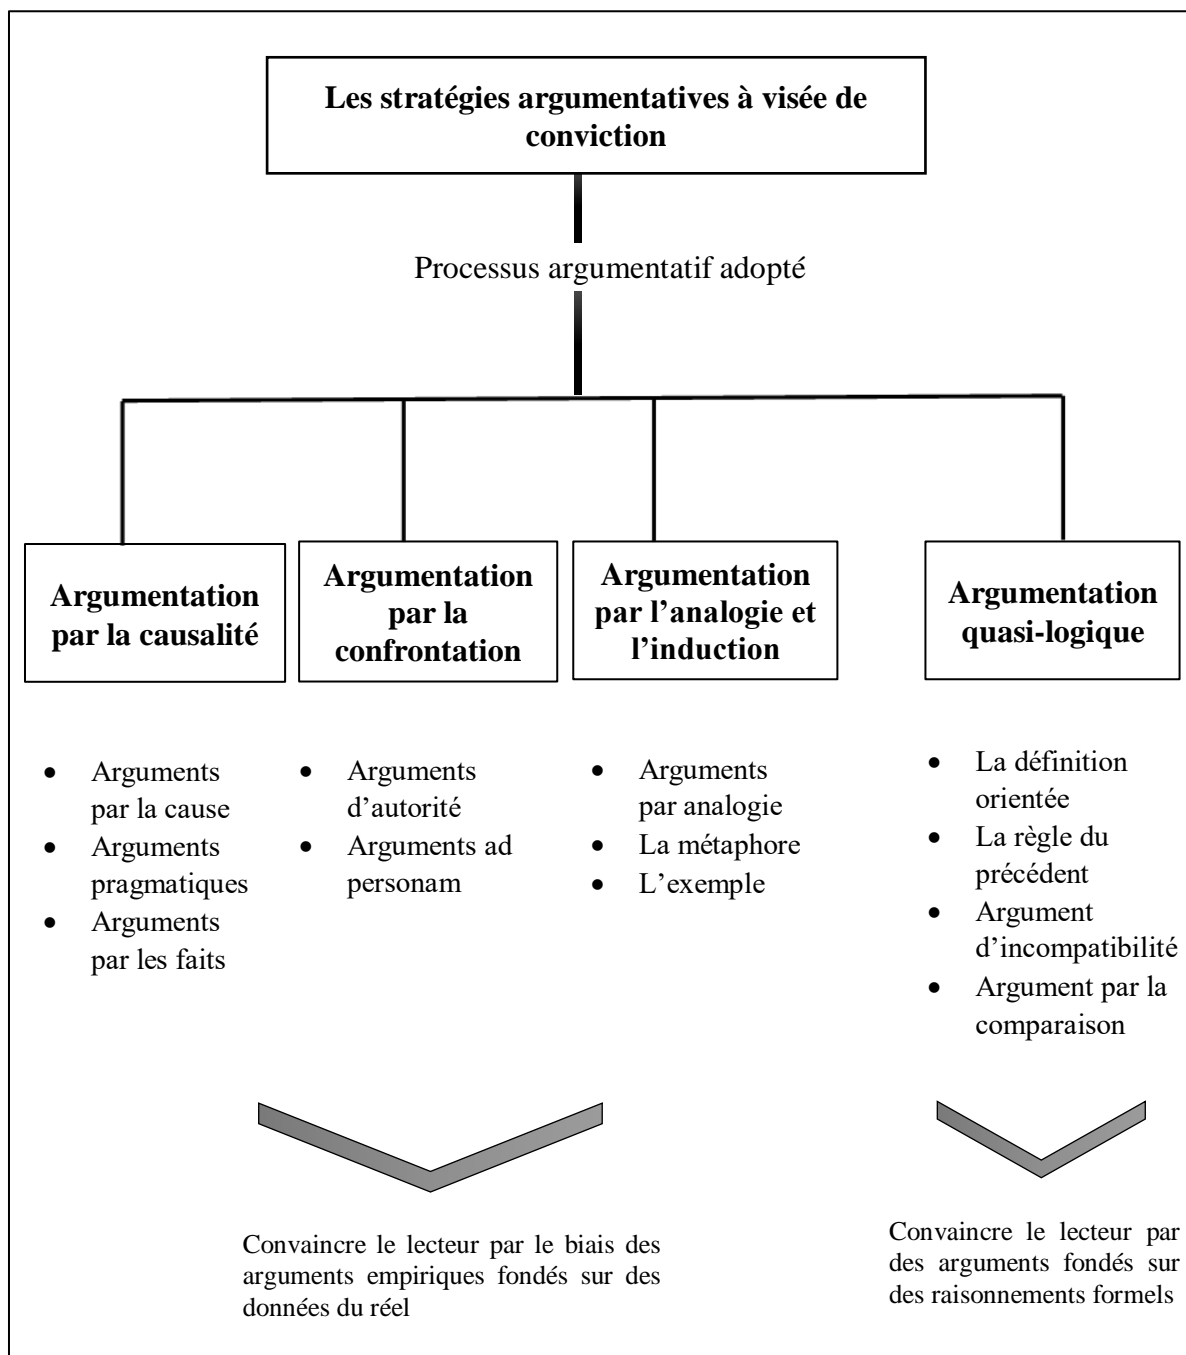 Les stratégies argumentatives à visée de
conviction
Processus argumentatif adopté
Argumentation
par la causalité
Argumentation
par la
confrontation
Argumentation
par l’analogie et
l’induction
Argumentation
quasi-logique
• Arguments
par la cause
• Arguments
pragmatiques
• Arguments
par les faits
• Arguments
d’autorité
• Arguments ad
personam
• Arguments
par analogie
• La métaphore
• L’exemple
• La définition
orientée
• La règle du
précédent
• Argument
d’incompatibilité
• Argument par la
comparaison
Convaincre le lecteur par le biais des
arguments empiriques fondés sur des
données du réel
Convaincre le lecteur par
des arguments fondés sur
des raisonnements formels